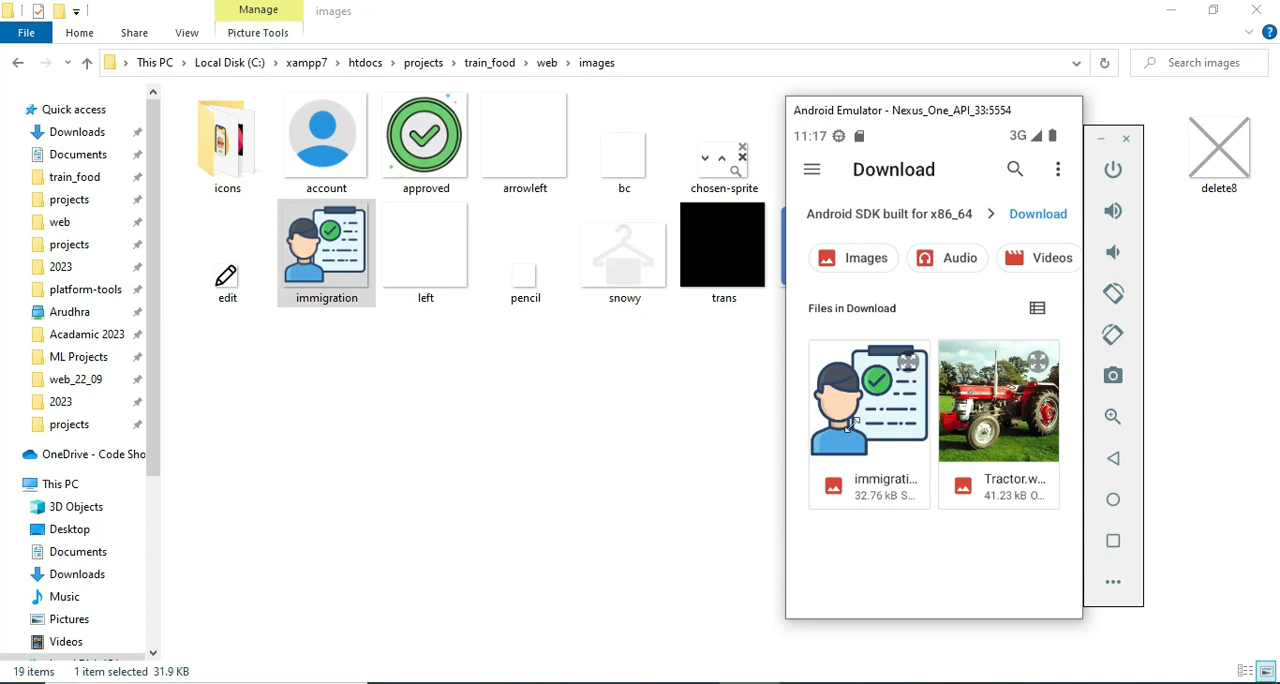 Manage
images
File
Home
Share
View
Picture Tools
This PC
Local Disk (C:)
xampp7
htdocs
projects
train_food
web
images
Search images
Quick access
Downloads
Documents
train_food
projects
web
projects
2023
platform-tools
Arudhra
Acadamic 2023
ML Projects
web_22_09
2023
projects
OneDrive - Code Sho
This PC
3D Objects
Desktop
Documents
Downloads
Music
Pictures
Videos
icons
account
approved
arrowleft
bc
chosen-sprite
delete8
edit
immigration
left
pencil
snowy
trans
Android Emulator - Nexus_One_API_33:5554
11:17
3G
Download
Android SDK built for x86_64
Download
Images
Audio
Videos
Files in Download
immigrati...
32.76 kB S...
Tractor.w...
41.23 kB O...
19 items
1 item selected 31.9 KB